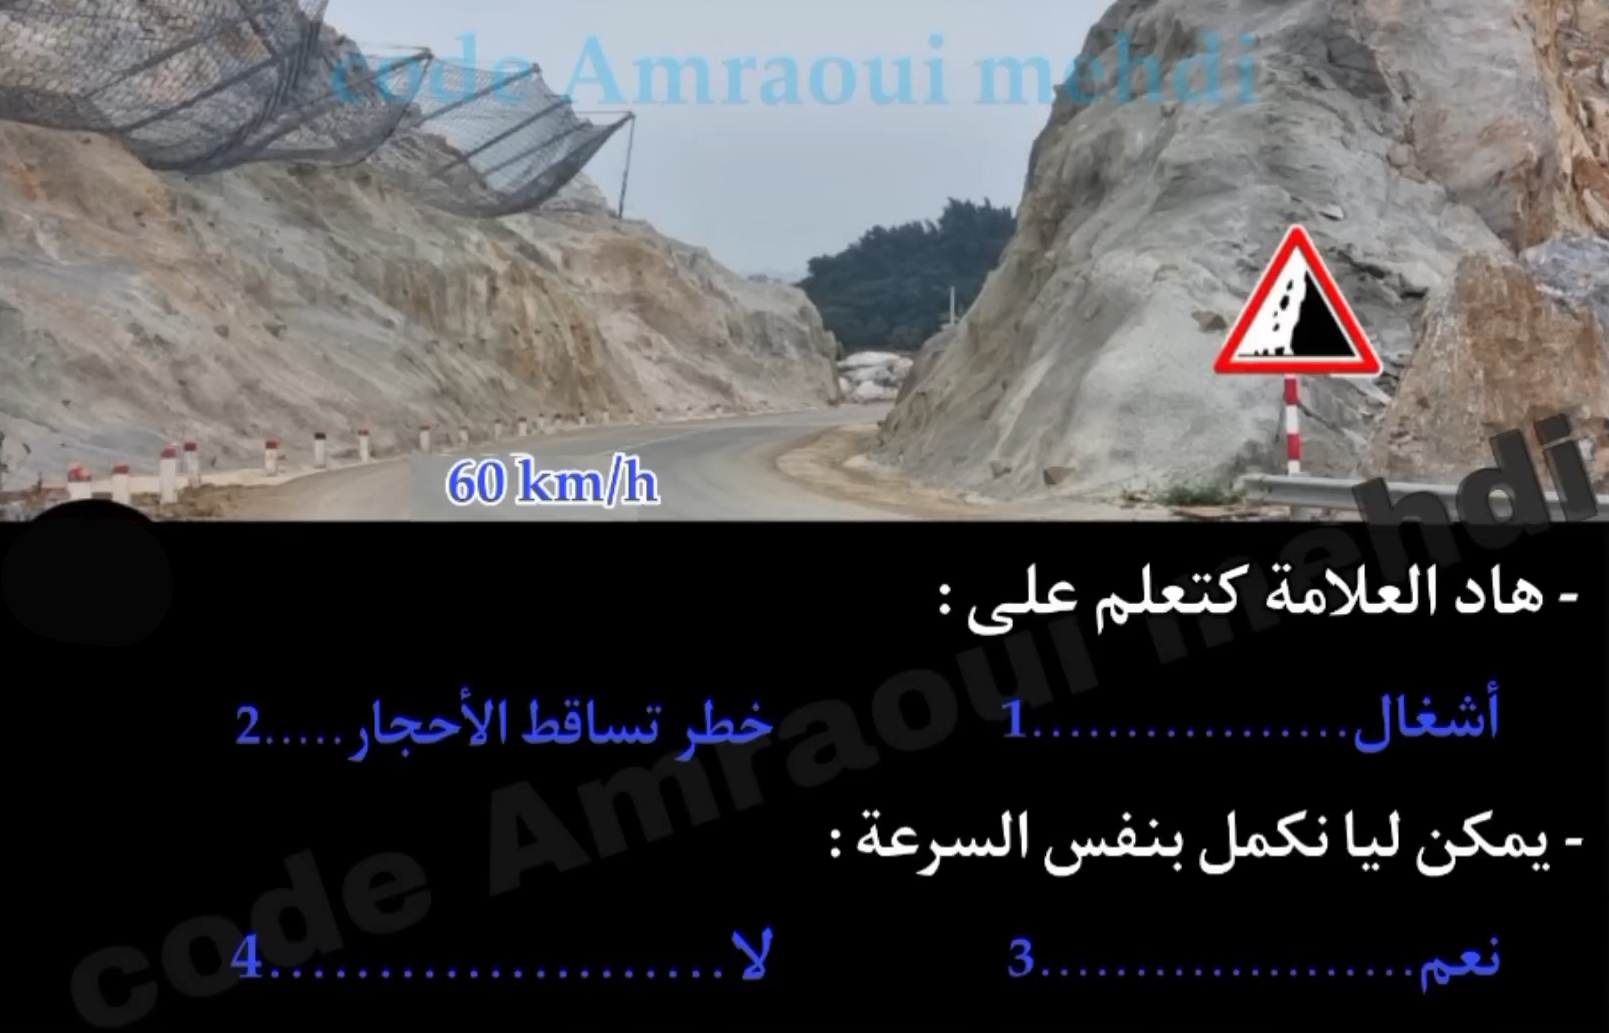 code Amraoui mehdi
60 km/h
- هاد العلامة كتعلم على :
أشغال.................1 خطر تساقط الأحجار.....2
- يمكن ليا نكمل بنفس السرعة :
نعم....................3 لا......................4
code Amraoui mehdi